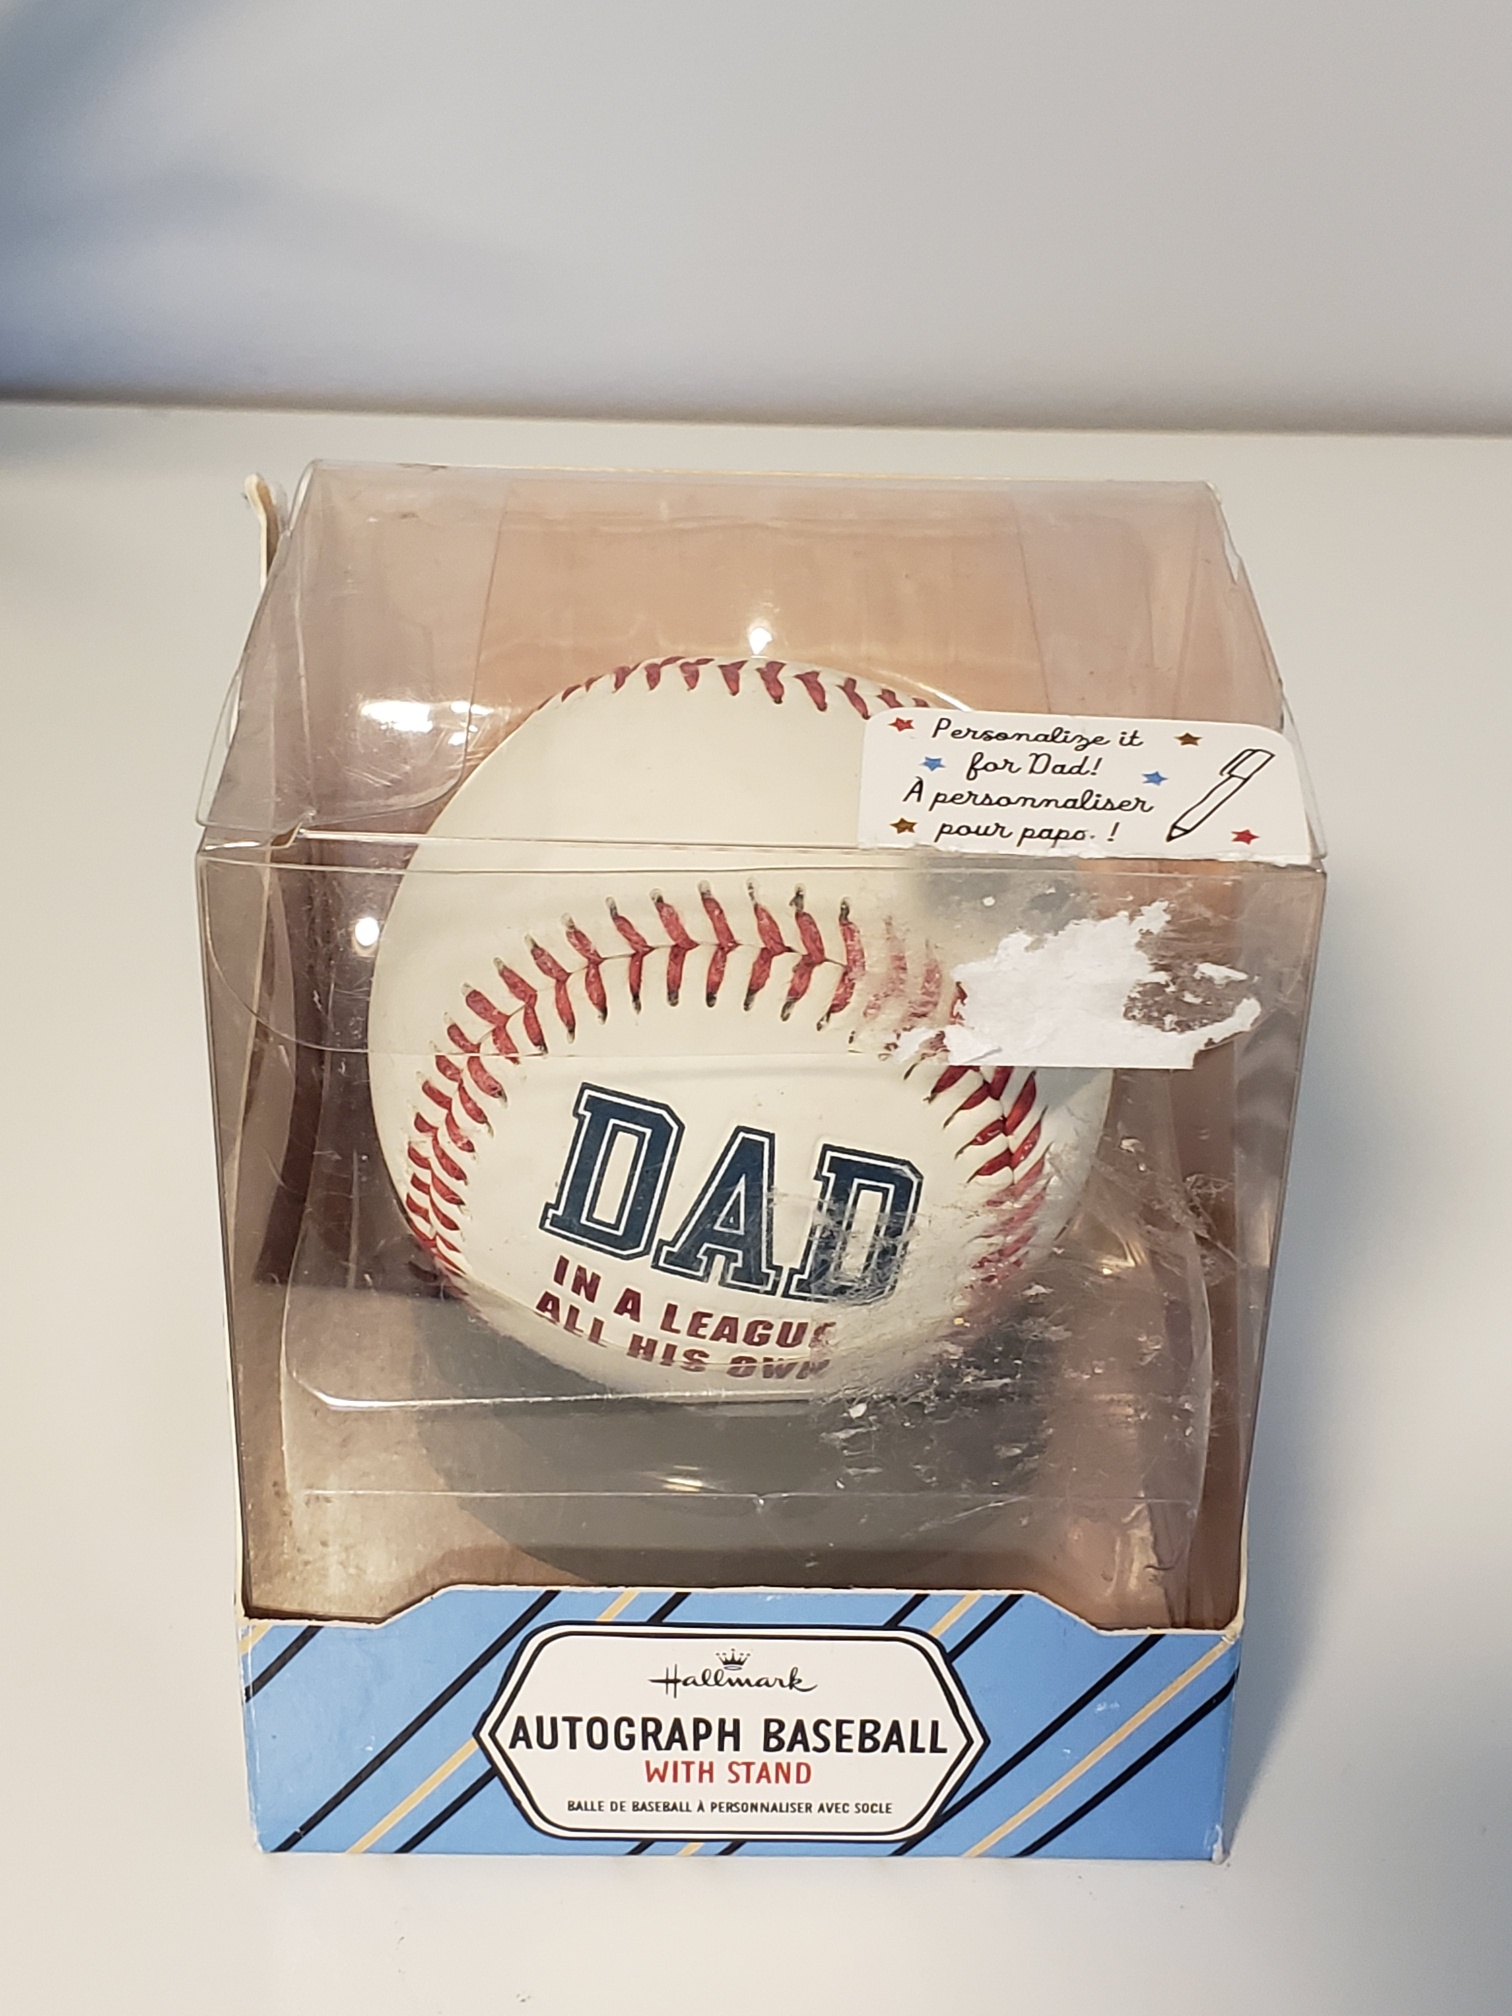 Personalize it
for Dad!
À personnaliser
pour papa !
DAD
IN A LEAGUE
ALL HIS OWN
Hallmark
AUTOGRAPH BASEBALL
WITH STAND
BALLE DE BASEBALL À PERSONNALISER AVEC SOCLE